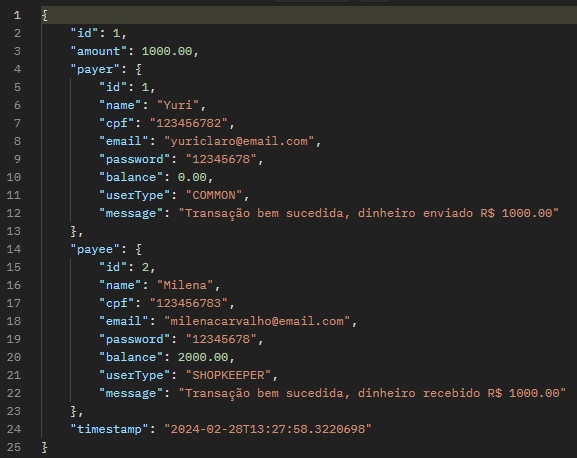 1 {
2 "id": 1,
3 "amount": 1000.00,
4 "payer": {
5 "id": 1,
6 "name": "Yuri",
7 "cpf": "123456782",
8 "email": "yuriclaro@email.com",
9 "password": "12345678",
10 "balance": 0.00,
11 "userType": "COMMON",
12 "message": "Transação bem sucedida, dinheiro enviado R$ 1000.00"
13 },
14 "payee": {
15 "id": 2,
16 "name": "Milena",
17 "cpf": "123456783",
18 "email": "milenacarvalho@email.com",
19 "password": "12345678",
20 "balance": 2000.00,
21 "userType": "SHOPKEEPER",
22 "message": "Transação bem sucedida, dinheiro recebido R$ 1000.00"
23 },
24 "timestamp": "2024-02-28T13:27:58.3220698"
25 }